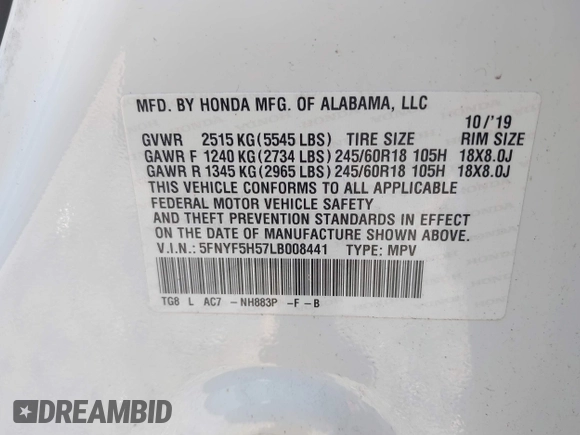 MFD. BY HONDA MFG. OF ALABAMA, LLC 10/'19
GVWR 2515 KG (5545 LBS) TIRE SIZE RIM SIZE
GAWR F 1240 KG (2734 LBS) 245/60R18 105H 18X8.0J
GAWR R 1345 KG (2965 LBS) 245/60R18 105H 18X8.0J
THIS VEHICLE CONFORMS TO ALL APPLICABLE
FEDERAL MOTOR VEHICLE SAFETY
AND THEFT PREVENTION STANDARDS IN EFFECT
ON THE DATE OF MANUFACTURE SHOWN ABOVE.
V.I.N.: 5FNYF5H57LB008441 TYPE: MPV
TG8 L AC7 -NH883P -F-B
DREAMBID